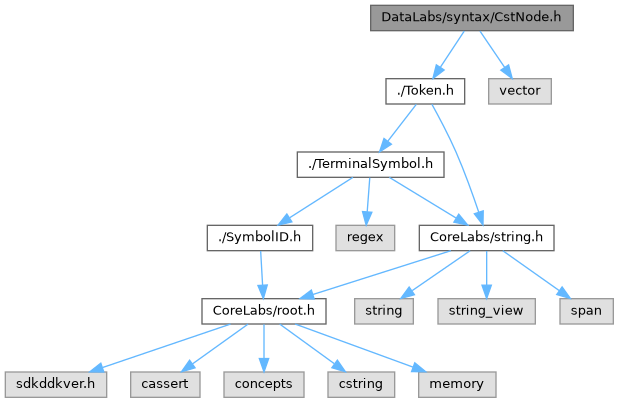 DataLabs/syntax/CstNode.h
./Token.h
vector
./TerminalSymbol.h
./SymbolID.h
regex
CoreLabs/string.h
CoreLabs/root.h
string
string_view
span
sdkddkver.h
cassert
concepts
cstring
memory